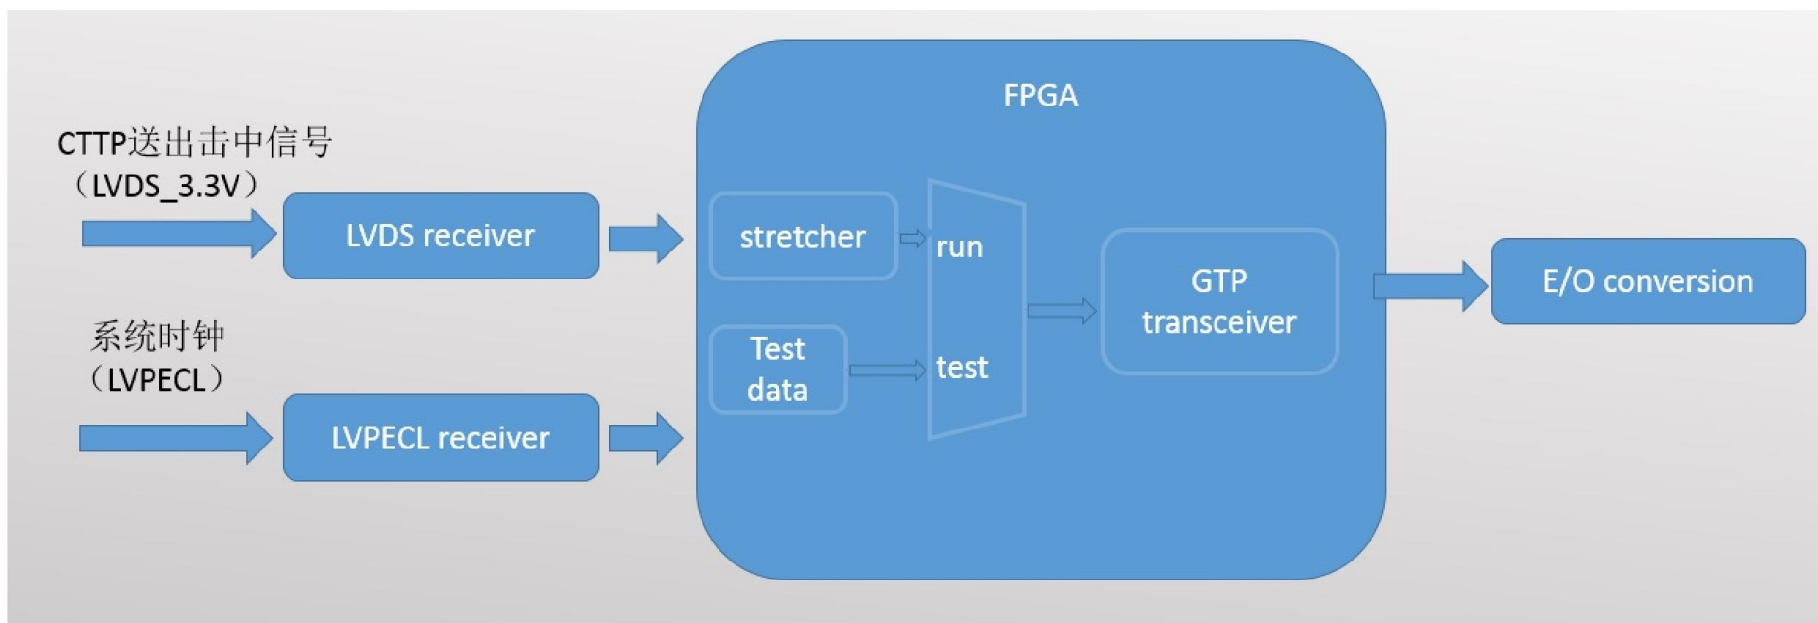 CTTP送出击中信号
（LVDS_3.3V）
LVDS receiver
系统时钟
（LVPECL）
LVPECL receiver
FPGA
stretcher
run
Test
data
test
GTP
transceiver
E/O conversion